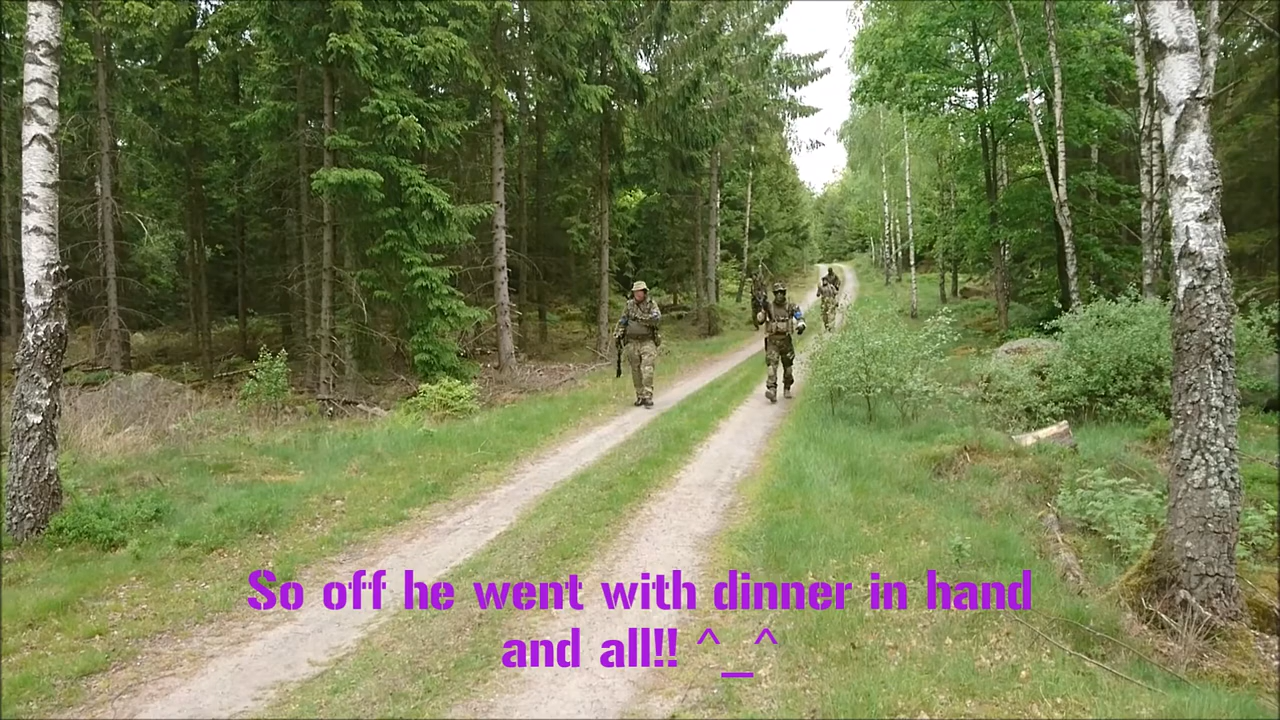 So off he went with dinner in hand
and all!! ^_^